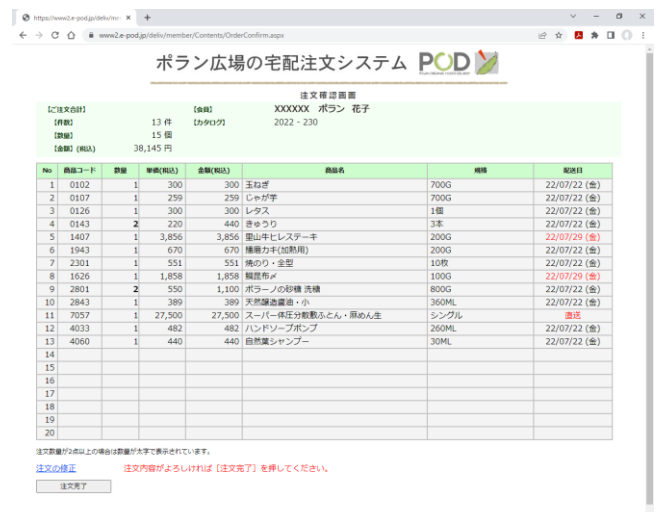 https://www2.e-pod.jp/deliv/me
www2.e-pod.jp/deliv/member/Contents/OrderConfirm.aspx
ポラン広場の宅配注文システム POD
注文確認画面
【ご注文合計】 【会員】 XXXXXX ポラン 花子
【件数】 13 件 【カタログ】 2022 - 230
【数量】 15 個
【金額】(税込) 38,145 円
No 商品コード 数量 単価(税込) 金額(税込) 商品名 規格 配送日
1 0102 1 300 300 玉ねぎ 700G 22/07/22 (金)
2 0107 1 259 259 じゃが芋 700G 22/07/22 (金)
3 0126 1 300 300 レタス 1個 22/07/22 (金)
4 0143 2 220 440 きゅうり 3本 22/07/22 (金)
5 1407 1 3,856 3,856 里山牛ヒレステーキ 200G 22/07/29 (金)
6 1943 1 670 670 播磨カキ(加熱用) 200G 22/07/22 (金)
7 2301 1 551 551 焼のり・全型 10枚 22/07/22 (金)
8 1626 1 1,858 1,858 鯛昆布〆 100G 22/07/29 (金)
9 2801 2 550 1,100 ポラーノの砂糖 洗糖 800G 22/07/22 (金)
10 2843 1 389 389 天然醸造醤油・小 360ML 22/07/22 (金)
11 7057 1 27,500 27,500 スーパー体圧分散敷ふとん・麻めん生 シングル 直送
12 4033 1 482 482 ハンドソープポンプ 260ML 22/07/22 (金)
13 4060 1 440 440 自然葉シャンプー 30ML 22/07/22 (金)
14
15
16
17
18
19
20
注文数量が2点以上の場合は数量が太字で表示されています。
注文の修正 注文内容がよろしければ［注文完了］を押してください。
注文完了